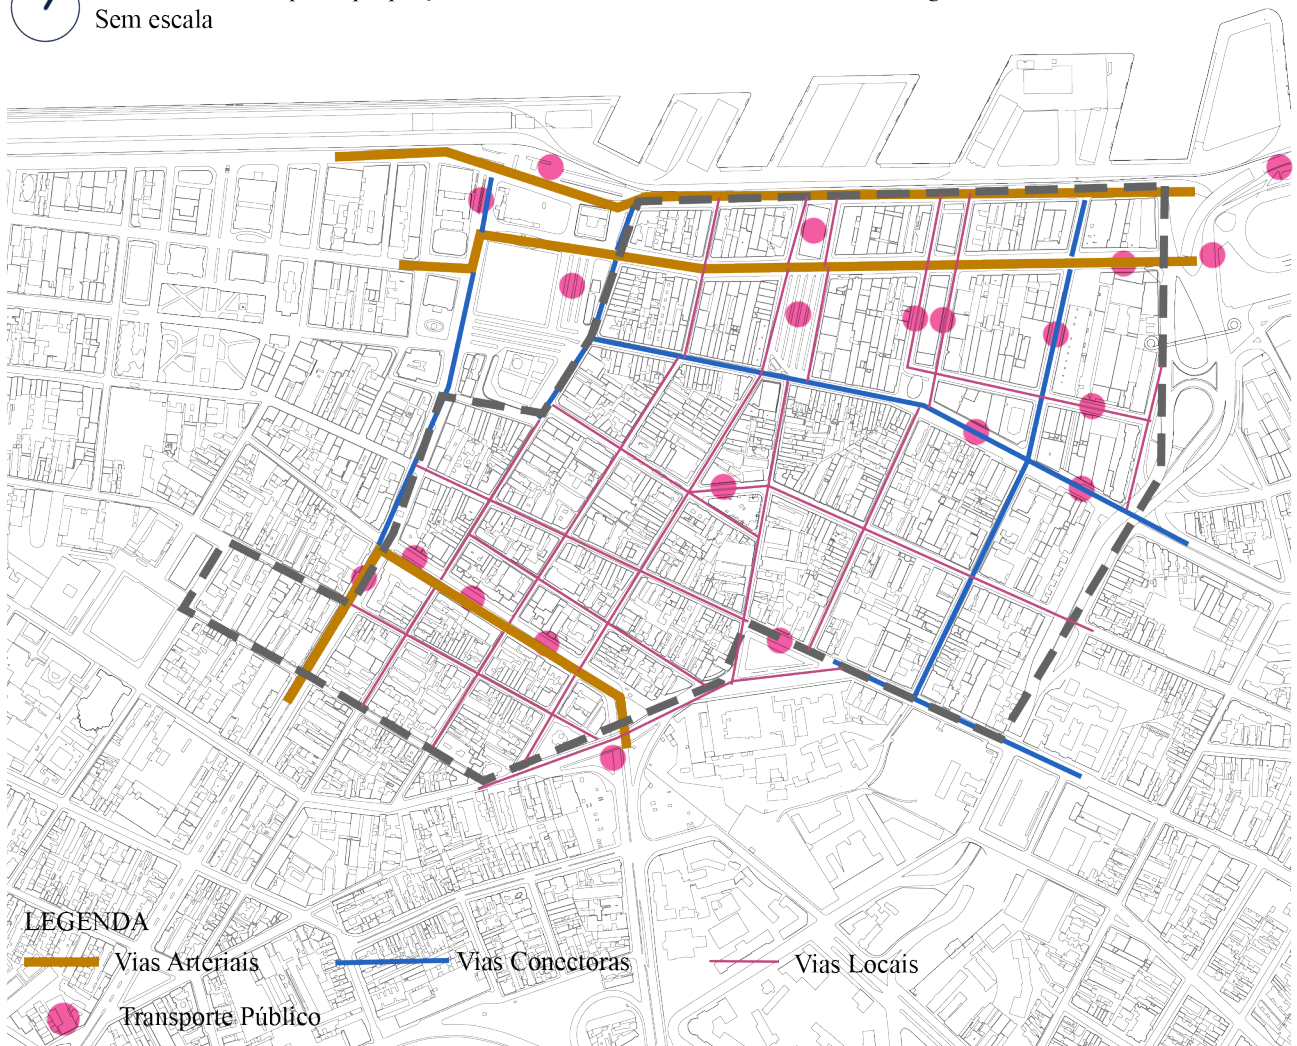 Sem escala
LEGENDA
Vias Arteriais
Vias Conectoras
Vias Locais
Transporte Público